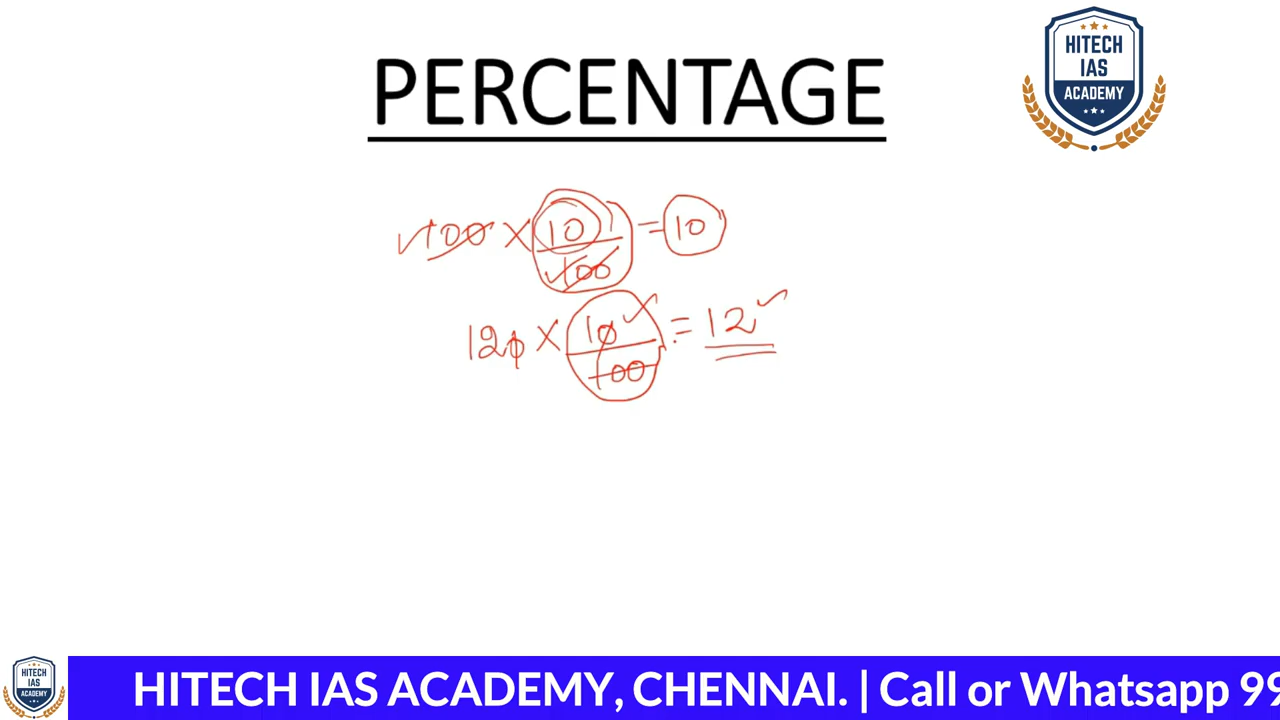 PERCENTAGE
HITECH
IAS
ACADEMY
100 × 10/100 = 10
120 × 10/100 = 12
HITECH
IAS
ACADEMY
HITECH IAS ACADEMY, CHENNAI. | Call or Whatsapp 99